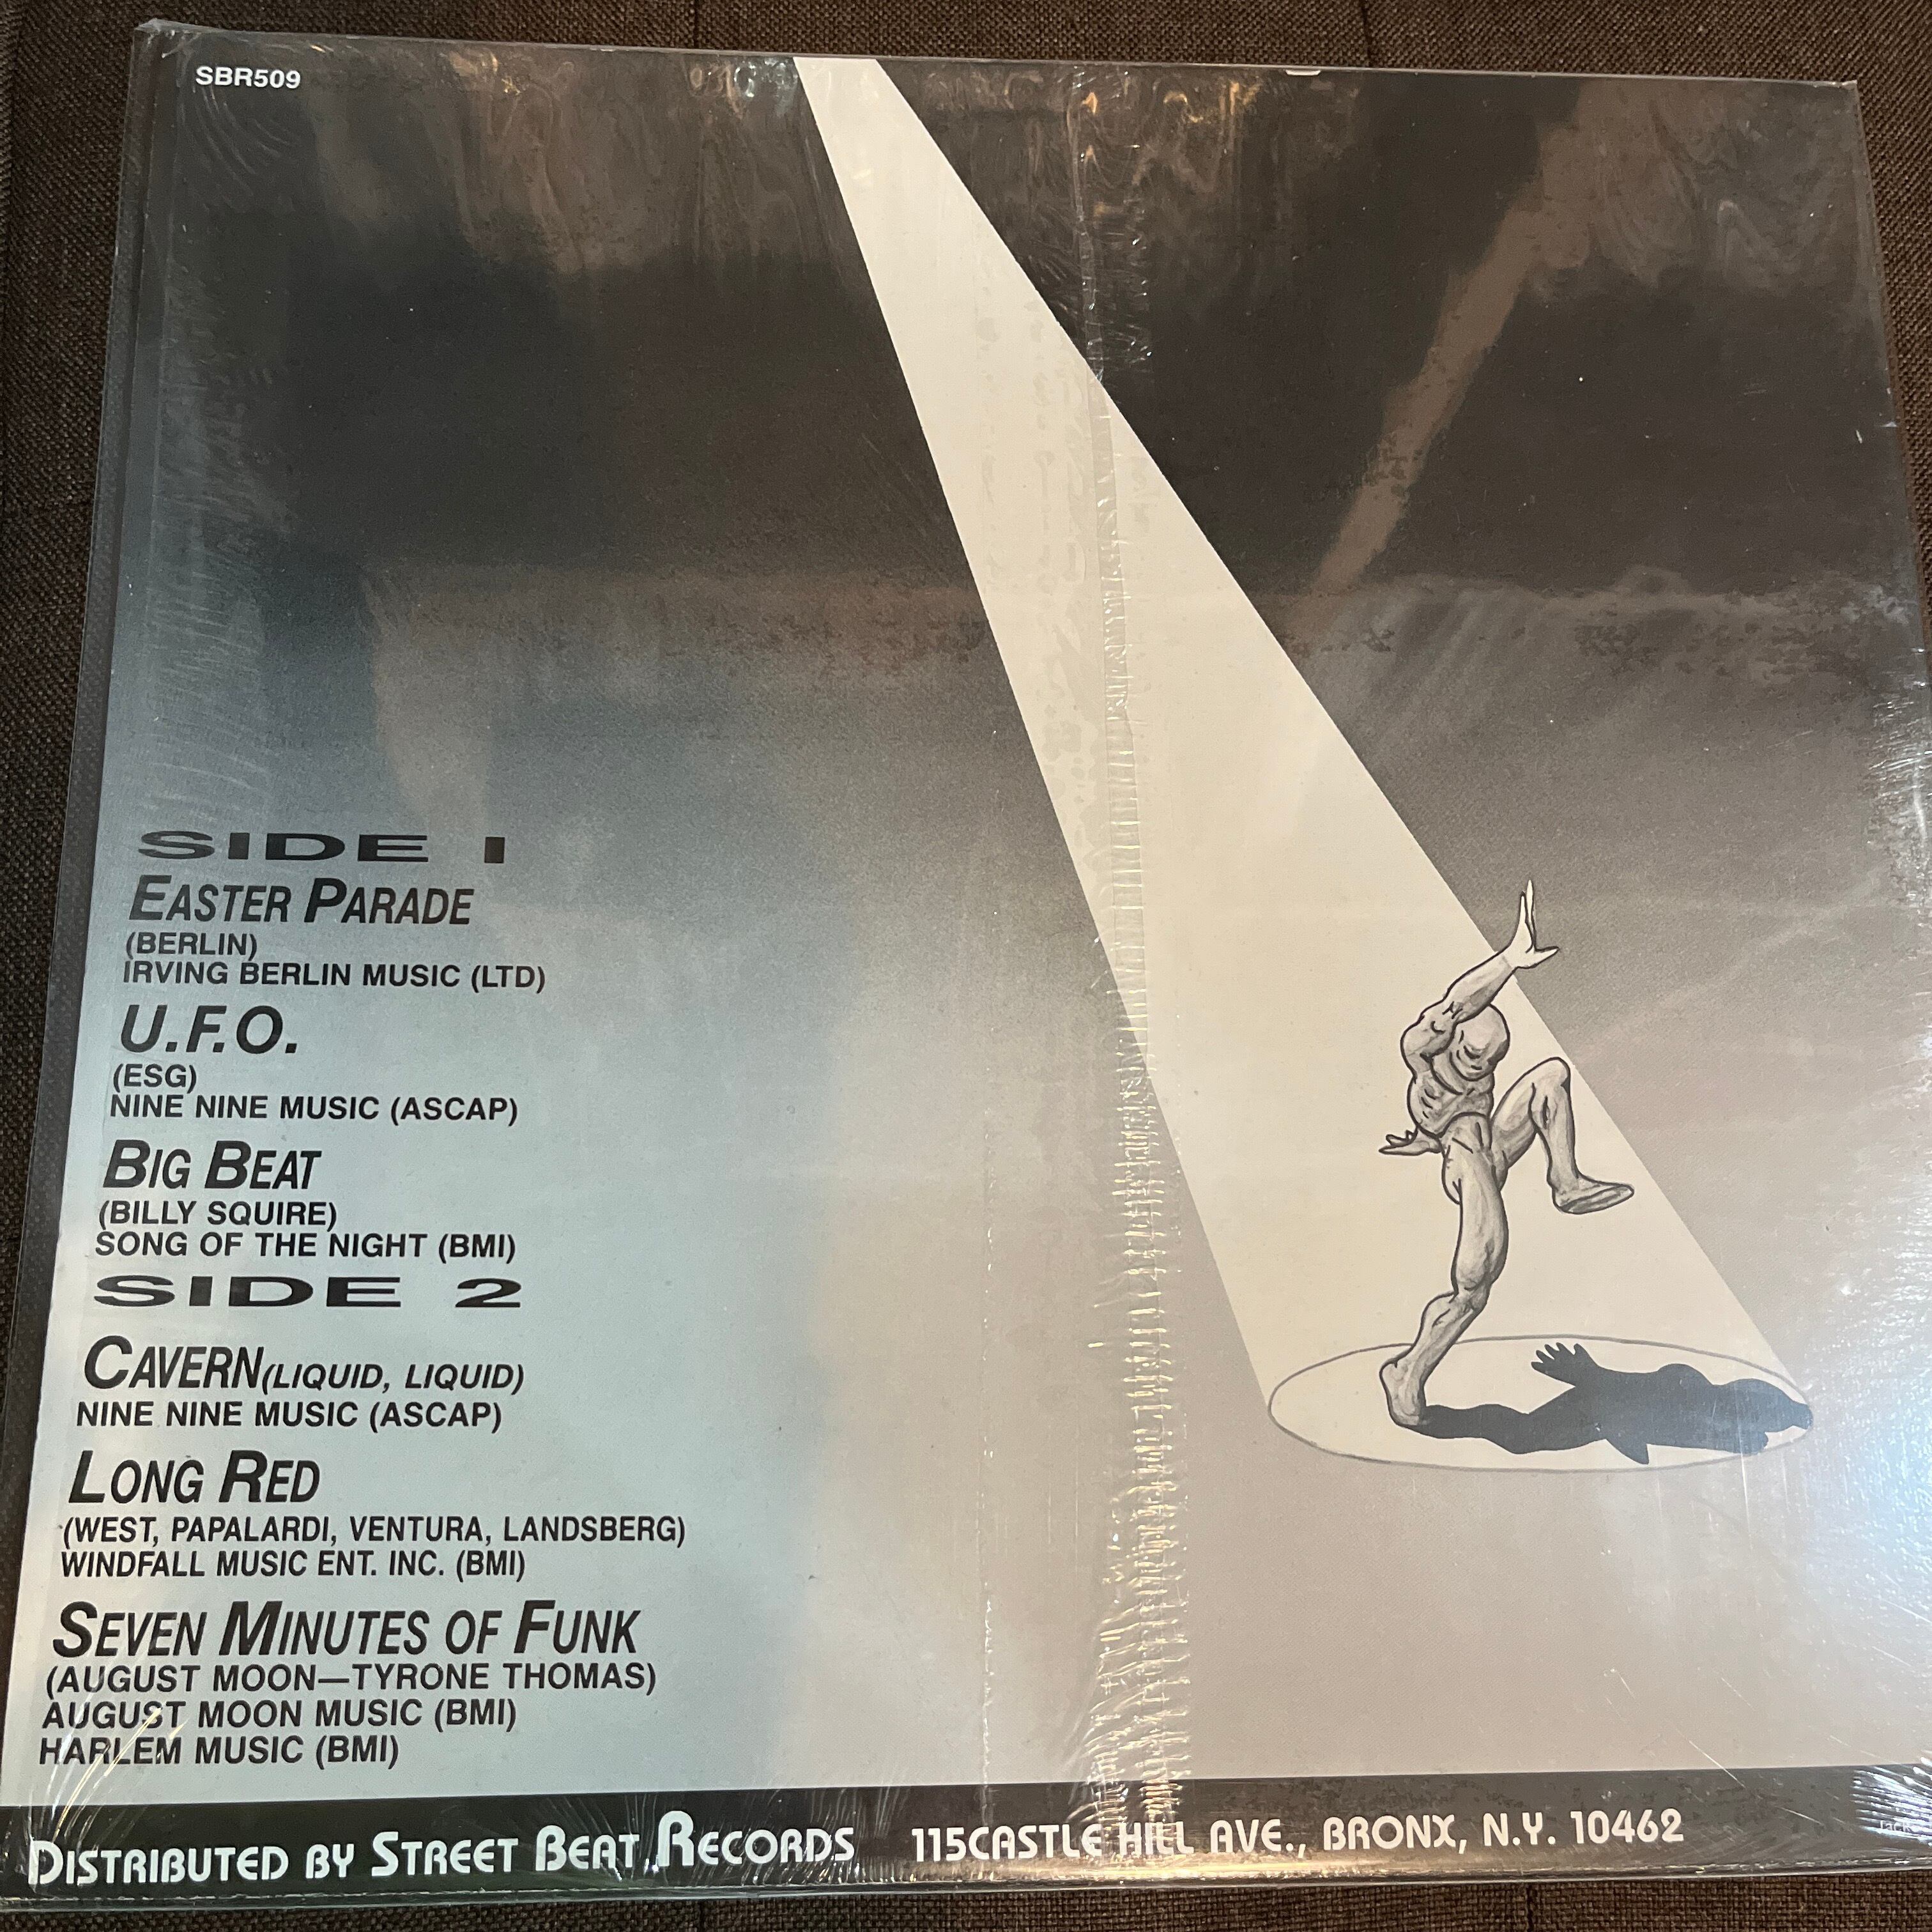 SBR509
SIDE 1
EASTER PARADE
(BERLIN)
IRVING BERLIN MUSIC (LTD)
U.F.O.
(ESG)
NINE NINE MUSIC (ASCAP)
BIG BEAT
(BILLY SQUIRE)
SONG OF THE NIGHT (BMI)
SIDE 2
CAVERN (LIQUID, LIQUID)
NINE NINE MUSIC (ASCAP)
LONG RED
(WEST, PAPALARDI, VENTURA, LANDSBERG)
WINDFALL MUSIC ENT. INC. (BMI)
SEVEN MINUTES OF FUNK
(AUGUST MOON—TYRONE THOMAS)
AUGUST MOON MUSIC (BMI)
HARLEM MUSIC (BMI)
DISTRIBUTED BY STREET BEAT RECORDS 115CASTLE HILL AVE., BRONX, N.Y. 10462